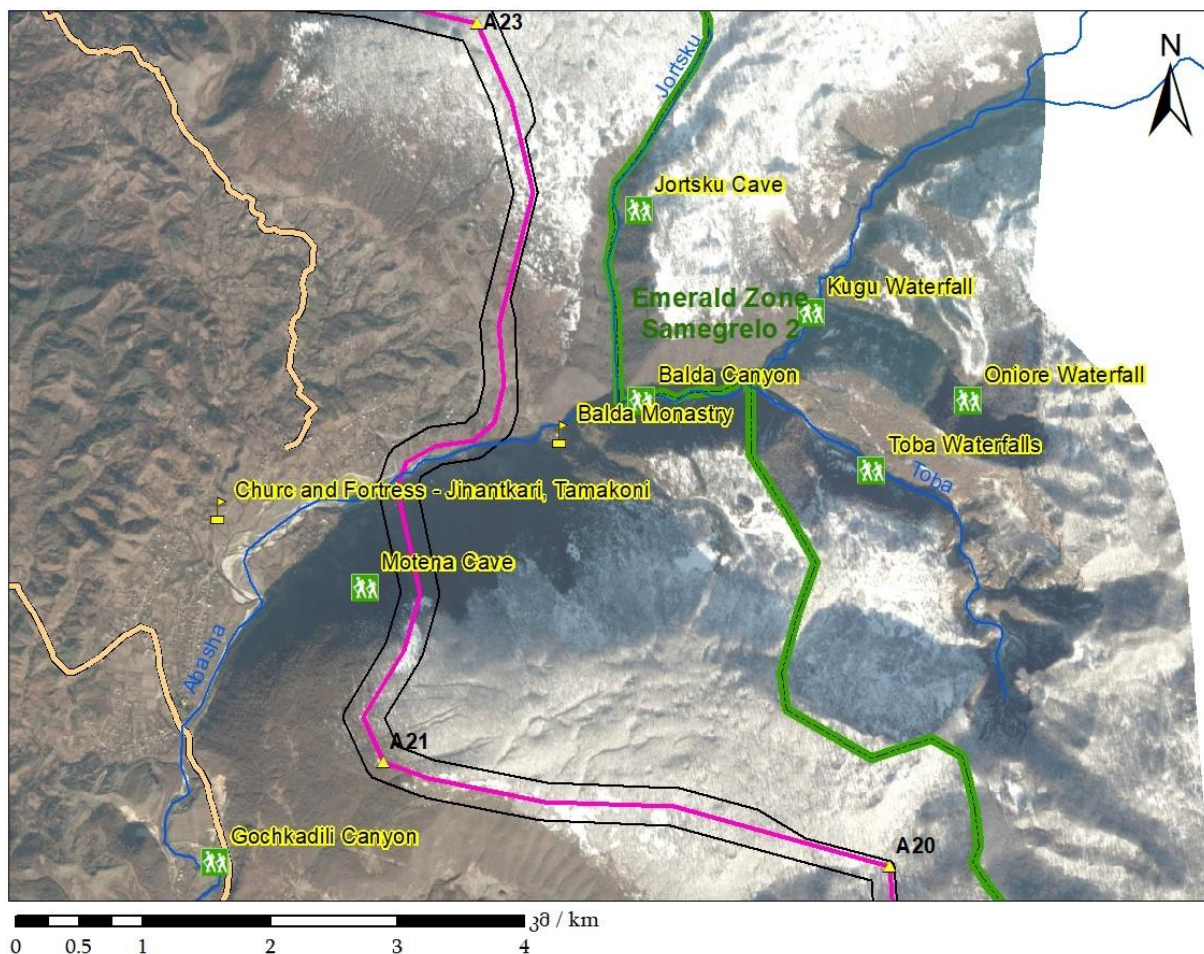 A23
N
Jortsku
Jortsku Cave
Kugu Waterfall
Emerald Zone
Samegrelo 2
Balda Canyon
Oniore Waterfall
Balda Monastry
Toba Waterfalls
Toba
Churc and Fortress - Jinantkari, Tamakoni
Motena Cave
Abasha
A21
Gochkadili Canyon
A20
კმ / km
0 0.5 1 2 3 4